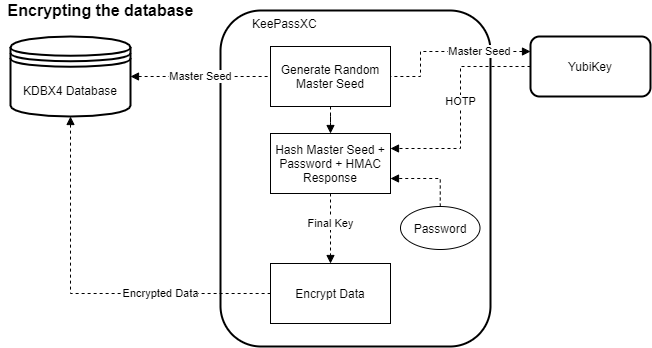 Encrypting the database
KeePassXC
KDBX4 Database
Master Seed
Generate Random
Master Seed
Master Seed
YubiKey
HOTP
Hash Master Seed +
Password + HMAC
Response
Final Key
Password
Encrypted Data
Encrypt Data